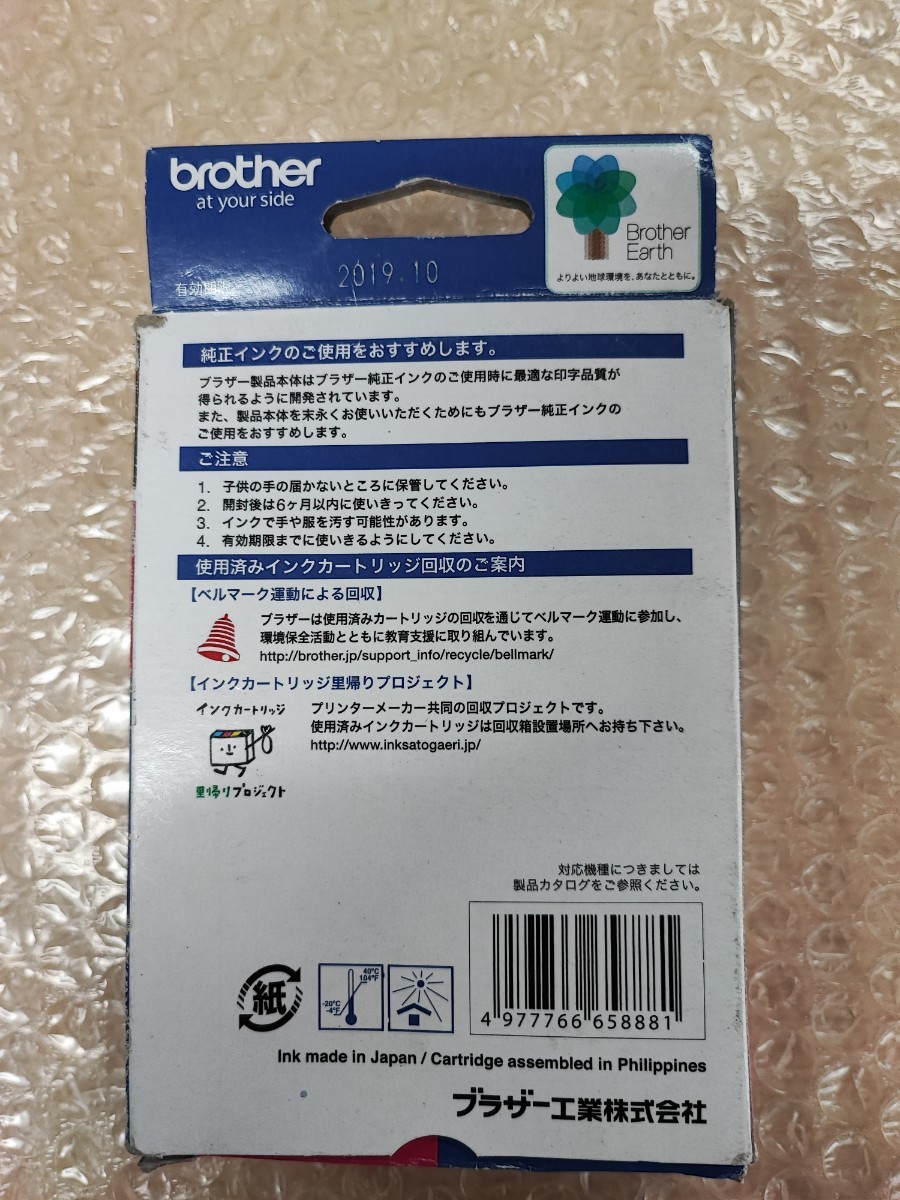 brother
at your side
Brother
Earth
よりよい地球環境を、あなたとともに。
有効期限
2019.10
純正インクのご使用をおすすめします。
ブラザー製品本体はブラザー純正インクのご使用時に最適な印字品質が
得られるように開発されています。
また、製品本体を末永くお使いいただくためにもブラザー純正インクの
ご使用をおすすめします。
ご注意
1. 子供の手の届かないところに保管してください。
2. 開封後は6ヶ月以内に使いきってください。
3. インクで手や服を汚す可能性があります。
4. 有効期限までに使いきるようにしてください。
使用済みインクカートリッジ回収のご案内
【ベルマーク運動による回収】
ブラザーは使用済みカートリッジの回収を通じてベルマーク運動に参加し、
環境保全活動とともに教育支援に取り組んでいます。
http://brother.jp/support_info/recycle/bellmark/
【インクカートリッジ里帰りプロジェクト】
インクカートリッジ
里帰りプロジェクト
プリンターメーカー共同の回収プロジェクトです。
使用済みインクカートリッジは回収箱設置場所へお持ち下さい。
http://www.inksatogaeri.jp/
対応機種につきましては
製品カタログをご参照ください。
紙
40°C
104°F
-20°C
-4°F
4 977766 658881
Ink made in Japan / Cartridge assembled in Philippines
ブラザー工業株式会社